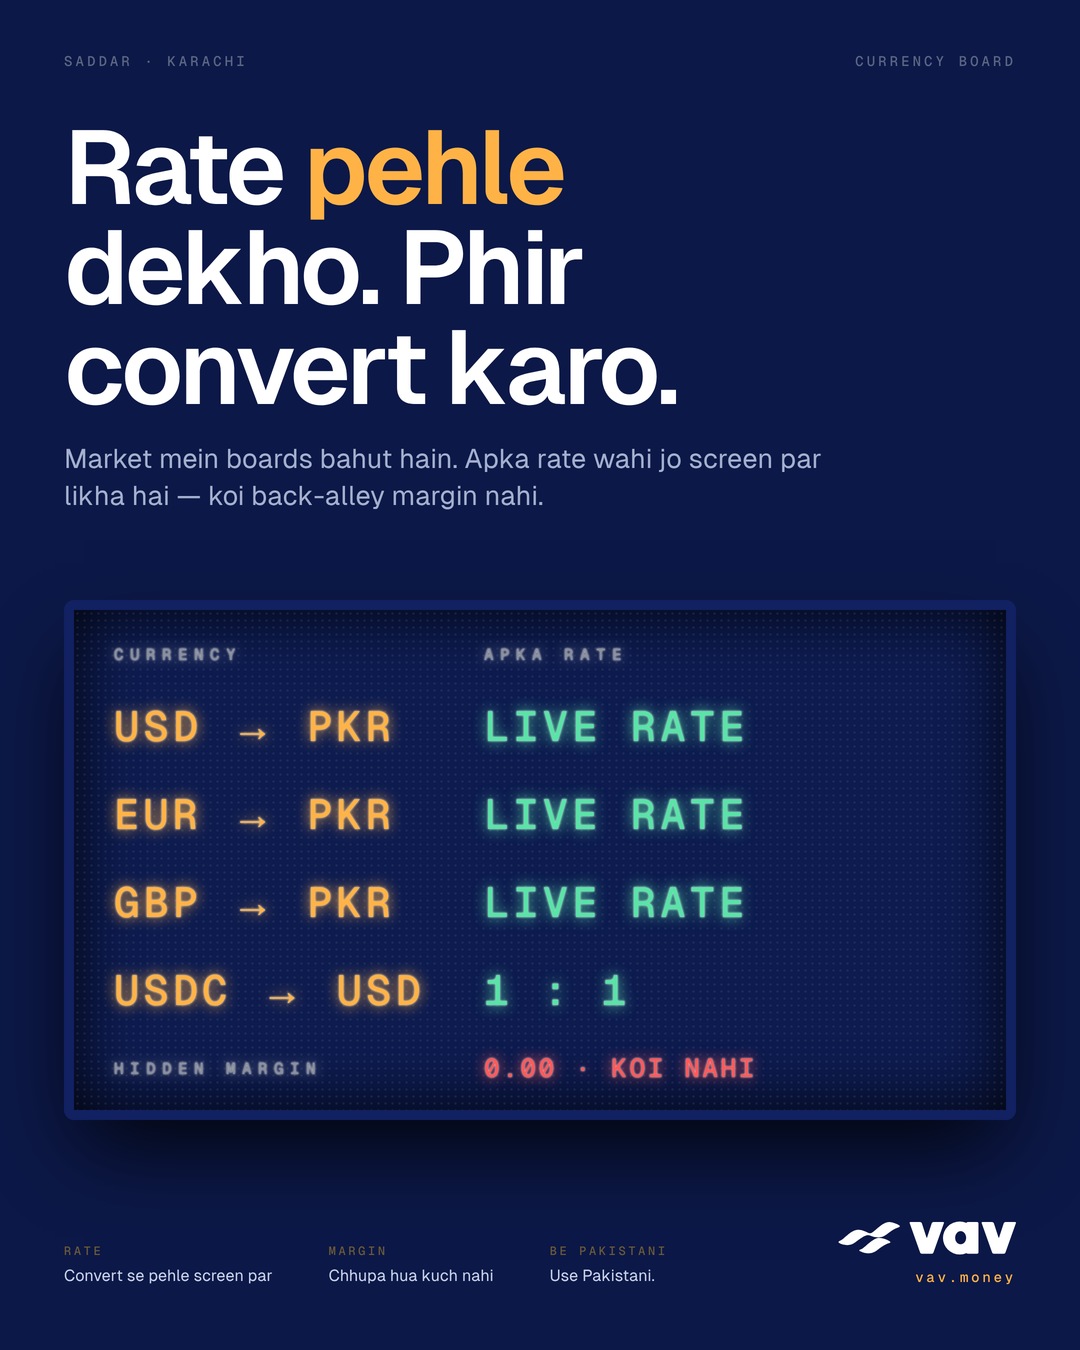 SADDAR · KARACHI
CURRENCY BOARD
Rate pehle
dekho. Phir
convert karo.
Market mein boards bahut hain. Apka rate wahi jo screen par
likha hai — koi back-alley margin nahi.
CURRENCY
APKA RATE
USD → PKR
LIVE RATE
EUR → PKR
LIVE RATE
GBP → PKR
LIVE RATE
USDC → USD
1 : 1
HIDDEN MARGIN
0.00 · KOI NAHI
RATE
Convert se pehle screen par
MARGIN
Chhupa hua kuch nahi
BE PAKISTANI
Use Pakistani.
vav
vav.money